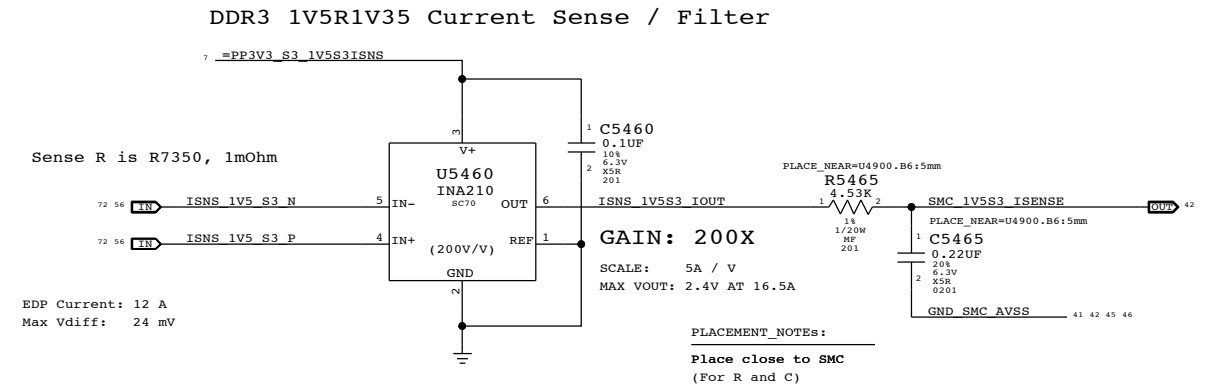 DDR3 1V5R1V35 Current Sense / Filter
7 =PP3V3_S3_1V5S3ISNS
3
V+
1 C5460
0.1UF
10%
6.3V
X5R
201
2
Sense R is R7350, 1mOhm
U5460
INA210
SC70
PLACE_NEAR=U4900.B6:5mm
R5465
4.53K
72 56 IN ISNS_1V5_S3_N 5 IN- OUT 6 ISNS_1V5S3_IOUT 1 2 SMC_1V5S3_ISENSE OUT 42
1%
1/20W
MF
201
PLACE_NEAR=U4900.B6:5mm
72 56 IN ISNS_1V5_S3_P 4 IN+ REF 1
(200V/V)
GND
2
GAIN: 200X
1 C5465
0.22UF
20%
6.3V
X5R
0201
2
SCALE: 5A / V
MAX VOUT: 2.4V AT 16.5A
EDP Current: 12 A
Max Vdiff: 24 mV
GND_SMC_AVSS 41 42 45 46
PLACEMENT_NOTEs:
Place close to SMC
(For R and C)